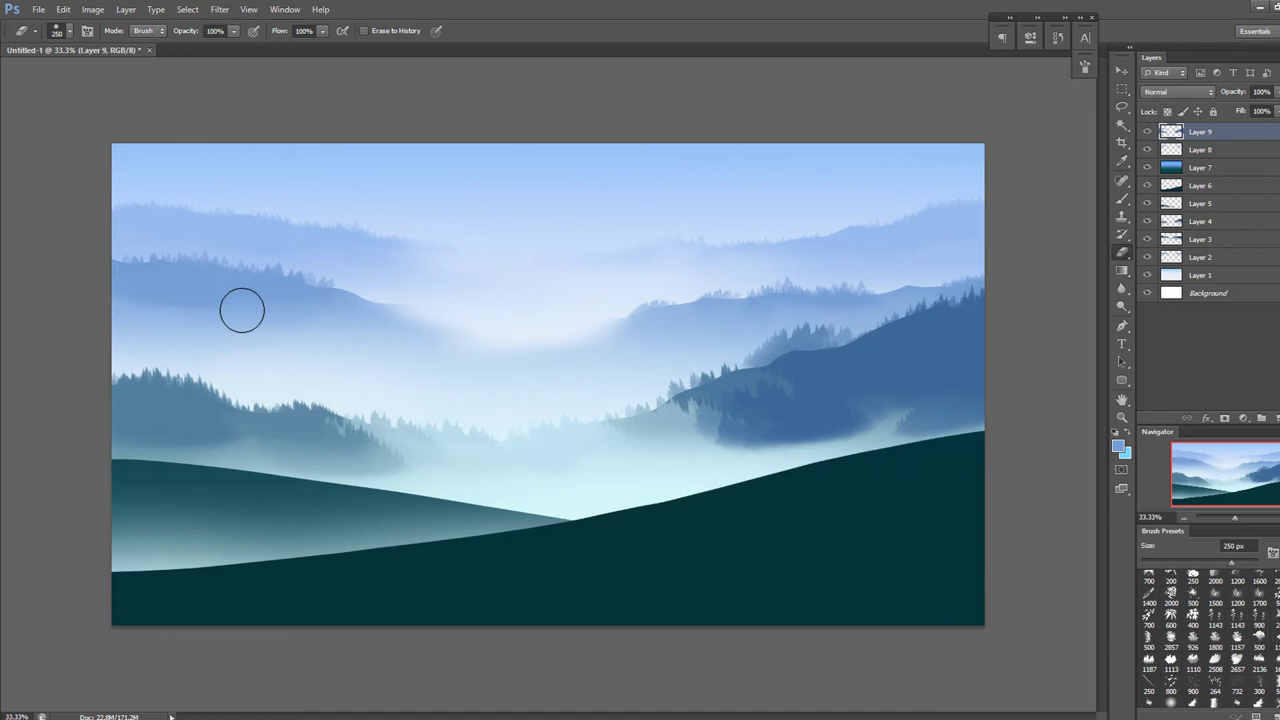 Ps File Edit Image Layer Type Select Filter View Window Help
250 Mode: Brush Opacity: 100% Flow: 100% Erase to History Essentials
Untitled-1 @ 33.3% (Layer 9, RGB/8) * ×
Layers
Kind
Normal Opacity: 100%
Lock: Fill: 100%
Layer 9
Layer 8
Layer 7
Layer 6
Layer 5
Layer 4
Layer 3
Layer 2
Layer 1
Background
Navigator
33.33%
Brush Presets
Size: 250 px
700 200 250 2000 1200 1600
1400 2000 500 1500 1200 1700
700 600 400 1143 1143 900
500 2857 926 1800 1157 500
1187 1113 1110 2508 2657 2136
250 800 900 264 732 300
33.33% Doc: 22.8M/171.2M